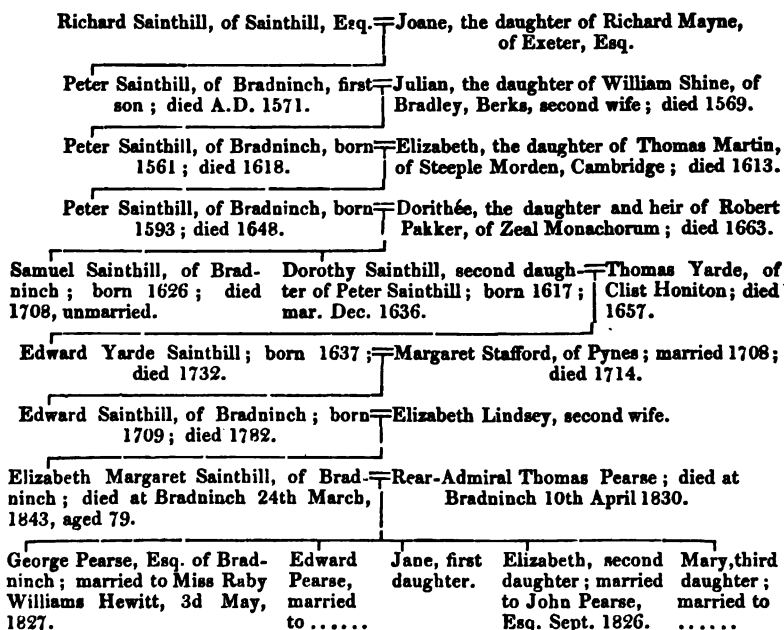 Richard Sainthill, of Sainthill, Esq.
Joane, the daughter of Richard Mayne,
of Exeter, Esq.
Peter Sainthill, of Bradninch, first
son ; died A.D. 1571.
Julian, the daughter of William Shine, of
Bradley, Berks, second wife ; died 1569.
Peter Sainthill, of Bradninch, born
1561 ; died 1618.
Elizabeth, the daughter of Thomas Martin,
of Steeple Morden, Cambridge ; died 1613.
Peter Sainthill, of Bradninch, born
1593 ; died 1648.
Dorithée, the daughter and heir of Robert
Pakker, of Zeal Monachorum ; died 1663.
Samuel Sainthill, of Brad-
ninch ; born 1626 ; died
1708, unmarried.
Dorothy Sainthill, second daugh-
ter of Peter Sainthill ; born 1617 ;
mar. Dec. 1636.
Thomas Yarde, of
Clist Honiton ; died
1657.
Edward Yarde Sainthill ; born 1637 ;
died 1732.
Margaret Stafford, of Pynes ; married 1708 ;
died 1714.
Edward Sainthill, of Bradninch ; born
1709 ; died 1782.
Elizabeth Lindsey, second wife.
Elizabeth Margaret Sainthill, of Brad-
ninch ; died at Bradninch 24th March,
1843, aged 79.
Rear-Admiral Thomas Pearse ; died at
Bradninch 10th April 1830.
George Pearse, Esq. of Brad-
ninch ; married to Miss Raby
Williams Hewitt, 3d May,
1827.
Edward
Pearse,
married
to ......
Jane, first
daughter.
Elizabeth, second
daughter ; married
to John Pearse,
Esq. Sept. 1826.
Mary, third
daughter ;
married to
......